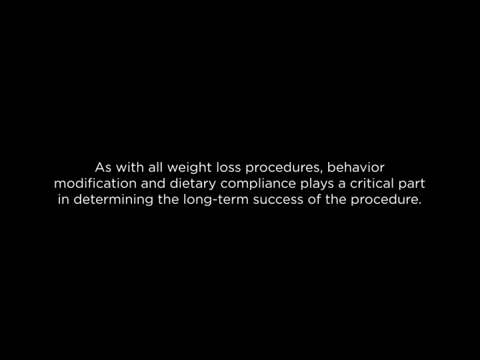 As with all weight loss procedures, behavior
modification and dietary compliance plays a critical part
in determining the long-term success of the procedure.